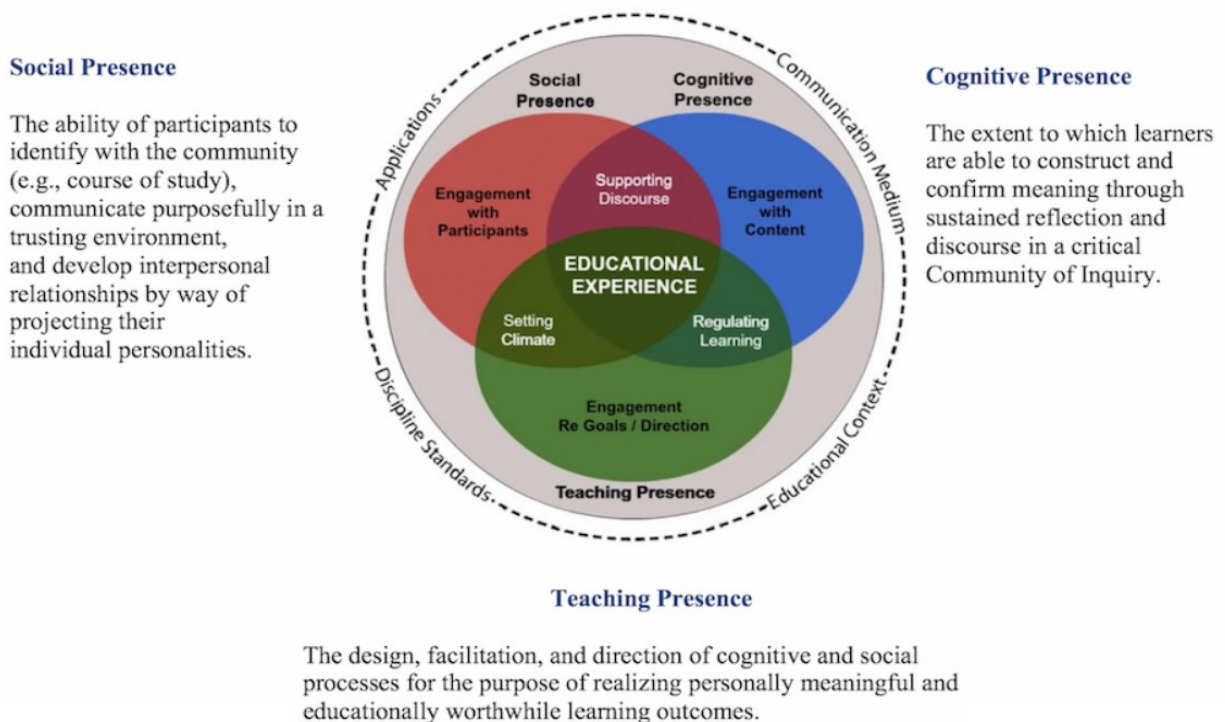 Social Presence
The ability of participants to
identify with the community
(e.g., course of study),
communicate purposefully in a
trusting environment,
and develop interpersonal
relationships by way of
projecting their
individual personalities.
Applications
Communication Medium
Discipline Standards
Educational Context
Social
Presence
Cognitive
Presence
Engagement
with
Participants
Supporting
Discourse
Engagement
with
Content
EDUCATIONAL
EXPERIENCE
Setting
Climate
Regulating
Learning
Engagement
Re Goals / Direction
Teaching Presence
Cognitive Presence
The extent to which learners
are able to construct and
confirm meaning through
sustained reflection and
discourse in a critical
Community of Inquiry.
Teaching Presence
The design, facilitation, and direction of cognitive and social
processes for the purpose of realizing personally meaningful and
educationally worthwhile learning outcomes.